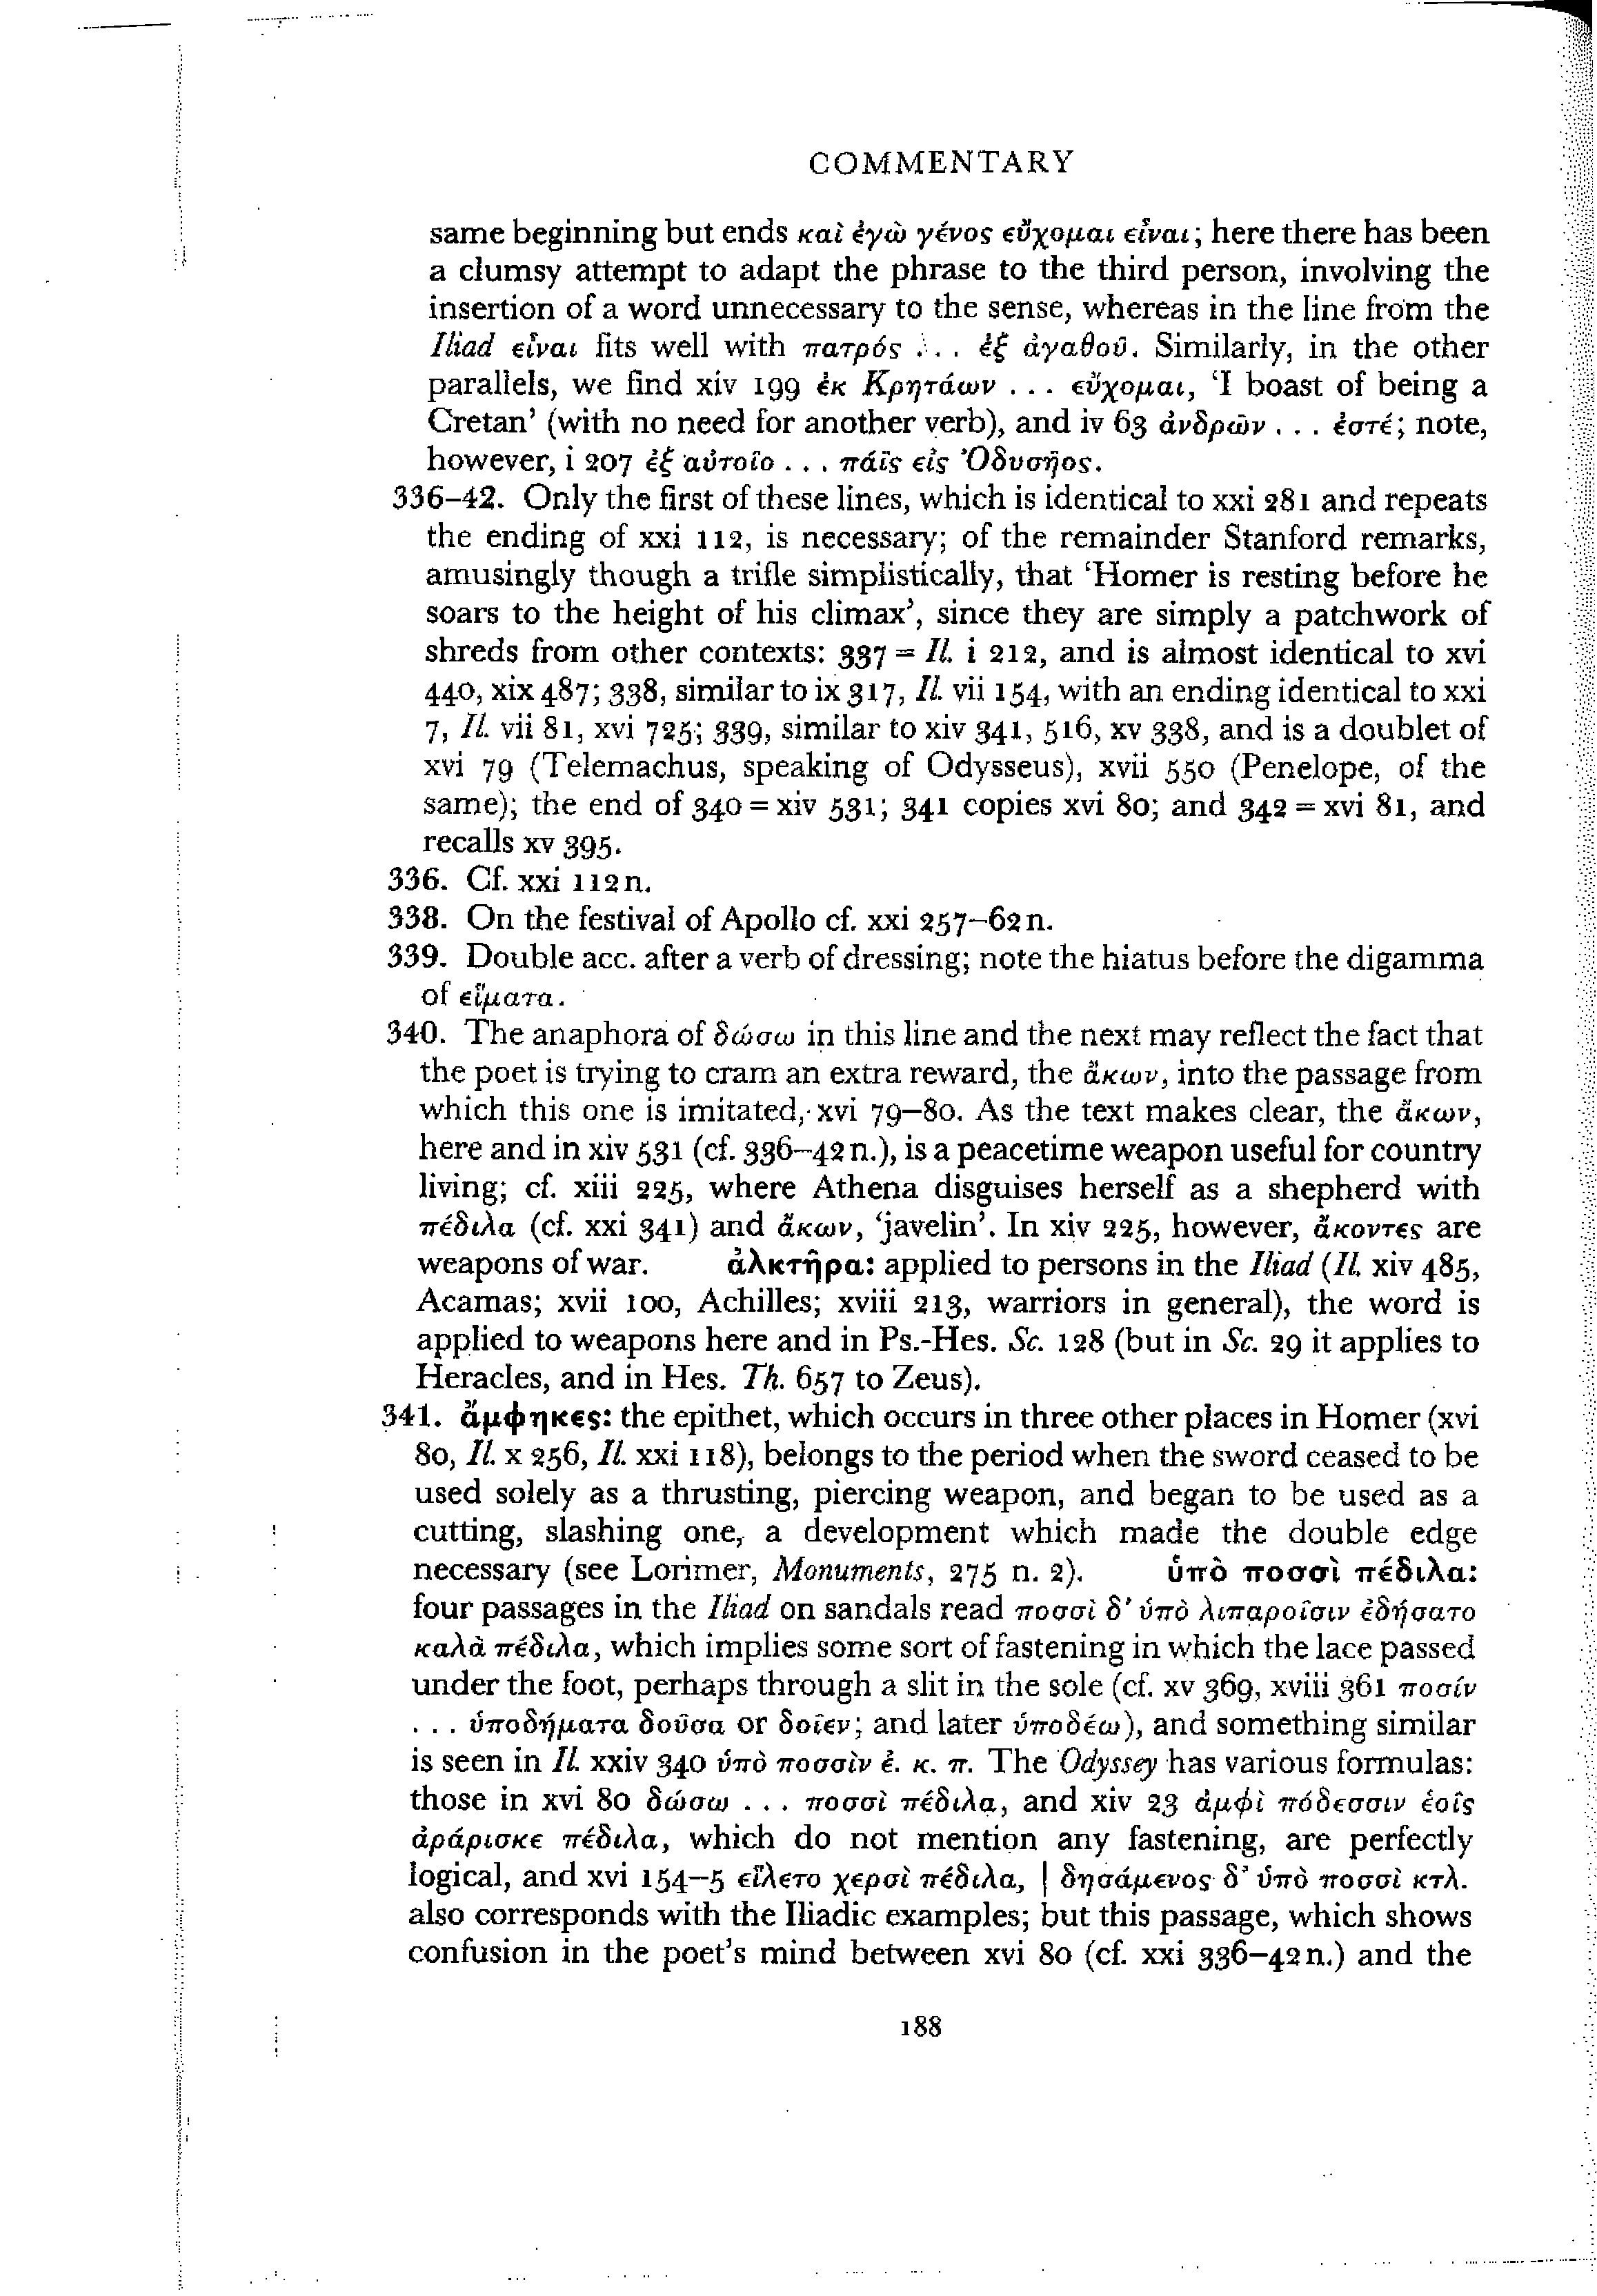 COMMENTARY
same beginning but ends καὶ ἐγὼ γένος εὔχομαι εἶναι; here there has been
a clumsy attempt to adapt the phrase to the third person, involving the
insertion of a word unnecessary to the sense, whereas in the line from the
Iliad εἶναι fits well with πατρός . . . ἐξ ἀγαθοῦ. Similarly, in the other
parallels, we find xiv 199 ἐκ Κρητάων . . . εὔχομαι, ‘I boast of being a
Cretan’ (with no need for another verb), and iv 63 ἀνδρῶν . . . ἐστέ; note,
however, i 207 ἐξ αὐτοῖο . . . πάϊς εἰς Ὀδυσῆος.
336–42. Only the first of these lines, which is identical to xxi 281 and repeats
the ending of xxi 112, is necessary; of the remainder Stanford remarks,
amusingly though a trifle simplistically, that ‘Homer is resting before he
soars to the height of his climax’, since they are simply a patchwork of
shreds from other contexts: 337 = Il. i 212, and is almost identical to xvi
440, xix 487; 338, similar to ix 317, Il. vii 154, with an ending identical to xxi
7, Il. vii 81, xvi 725; 339, similar to xiv 341, 516, xv 338, and is a doublet of
xvi 79 (Telemachus, speaking of Odysseus), xvii 550 (Penelope, of the
same); the end of 340 = xiv 531; 341 copies xvi 80; and 342 = xvi 81, and
recalls xv 395.
336. Cf. xxi 112 n.
338. On the festival of Apollo cf. xxi 257–62 n.
339. Double acc. after a verb of dressing; note the hiatus before the digamma
of εἵματα.
340. The anaphora of δώσω in this line and the next may reflect the fact that
the poet is trying to cram an extra reward, the ἄκων, into the passage from
which this one is imitated, xvi 79–80. As the text makes clear, the ἄκων,
here and in xiv 531 (cf. 336–42 n.), is a peacetime weapon useful for country
living; cf. xiii 225, where Athena disguises herself as a shepherd with
πέδιλα (cf. xxi 341) and ἄκων, ‘javelin’. In xiv 225, however, ἄκοντες are
weapons of war. ἀλκτῆρα: applied to persons in the Iliad (Il. xiv 485,
Acamas; xvii 100, Achilles; xviii 213, warriors in general), the word is
applied to weapons here and in Ps.-Hes. Sc. 128 (but in Sc. 29 it applies to
Heracles, and in Hes. Th. 657 to Zeus).
341. ἄμφηκες: the epithet, which occurs in three other places in Homer (xvi
80, Il. x 256, Il. xxi 118), belongs to the period when the sword ceased to be
used solely as a thrusting, piercing weapon, and began to be used as a
cutting, slashing one, a development which made the double edge
necessary (see Lorimer, Monuments, 275 n. 2). ὑπὸ ποσσὶ πέδιλα:
four passages in the Iliad on sandals read ποσσὶ δ’ ὑπὸ λιπαροῖσιν ἐδήσατο
καλὰ πέδιλα, which implies some sort of fastening in which the lace passed
under the foot, perhaps through a slit in the sole (cf. xv 369, xviii 361 ποσίν
. . . ὑποδήματα δοῦσα or δοῖεν; and later ὑποδέω), and something similar
is seen in Il. xxiv 340 ὑπὸ ποσσὶν ἐ. κ. π. The Odyssey has various formulas:
those in xvi 80 δώσω . . . ποσσὶ πέδιλα, and xiv 23 ἀμφὶ πόδεσσιν ἑοῖς
ἀράρισκε πέδιλα, which do not mention any fastening, are perfectly
logical, and xvi 154–5 εἵλετο χερσὶ πέδιλα, | δησάμενος δ’ ὑπὸ ποσσὶ κτλ.
also corresponds with the Iliadic examples; but this passage, which shows
confusion in the poet’s mind between xvi 80 (cf. xxi 336–42 n.) and the
188